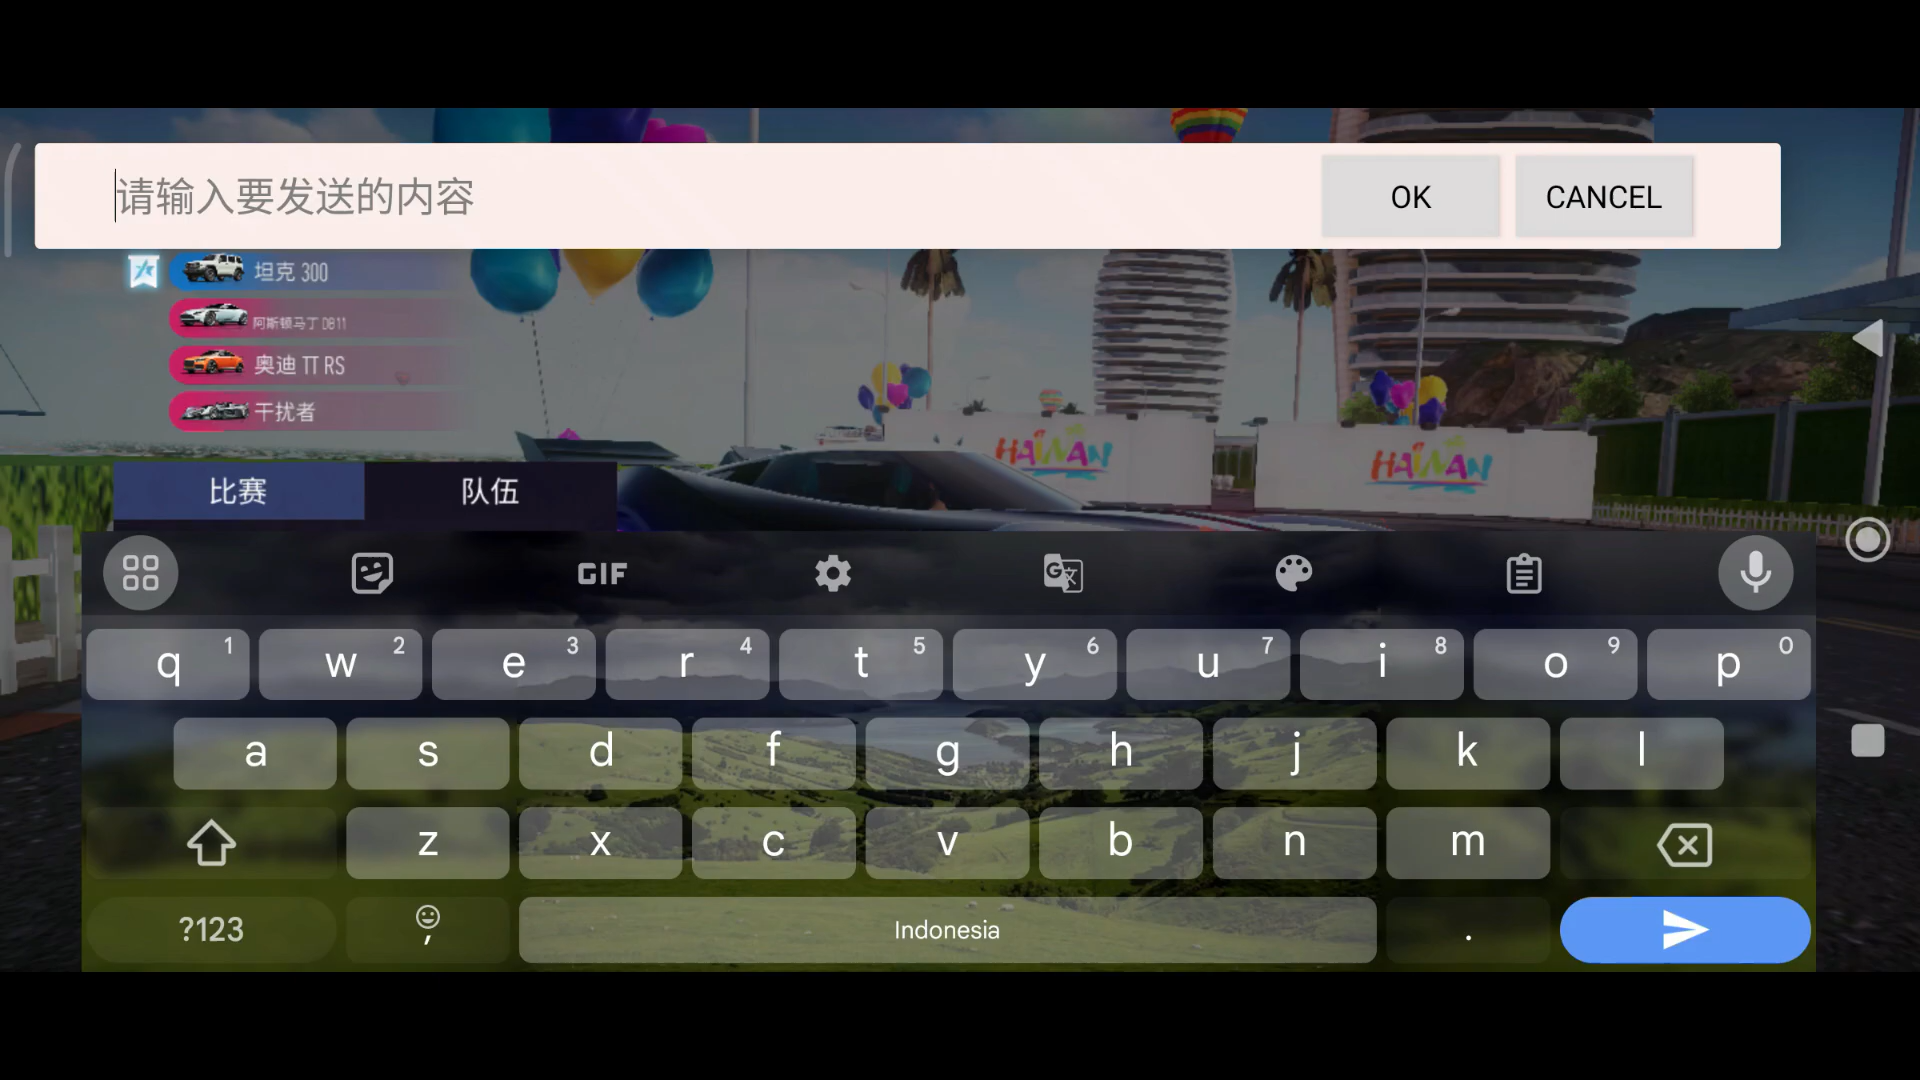 请输入要发送的内容
OK
CANCEL
坦克 300
阿斯顿马丁 DB11
奥迪 TT RS
干扰者
HAINAN
HAINAN
比赛
队伍
GIF
G文
q 1 w 2 e 3 r 4 t 5 y 6 u 7 i 8 o 9 p 0
a s d f g h j k l
z x c v b n m
?123
,
Indonesia
.